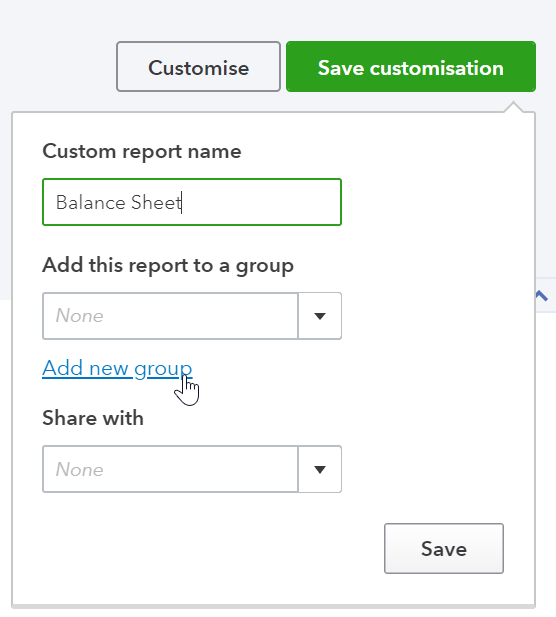 Customise
Save customisation
Custom report name
Balance Sheet
Add this report to a group
None
Add new group
Share with
None
Save